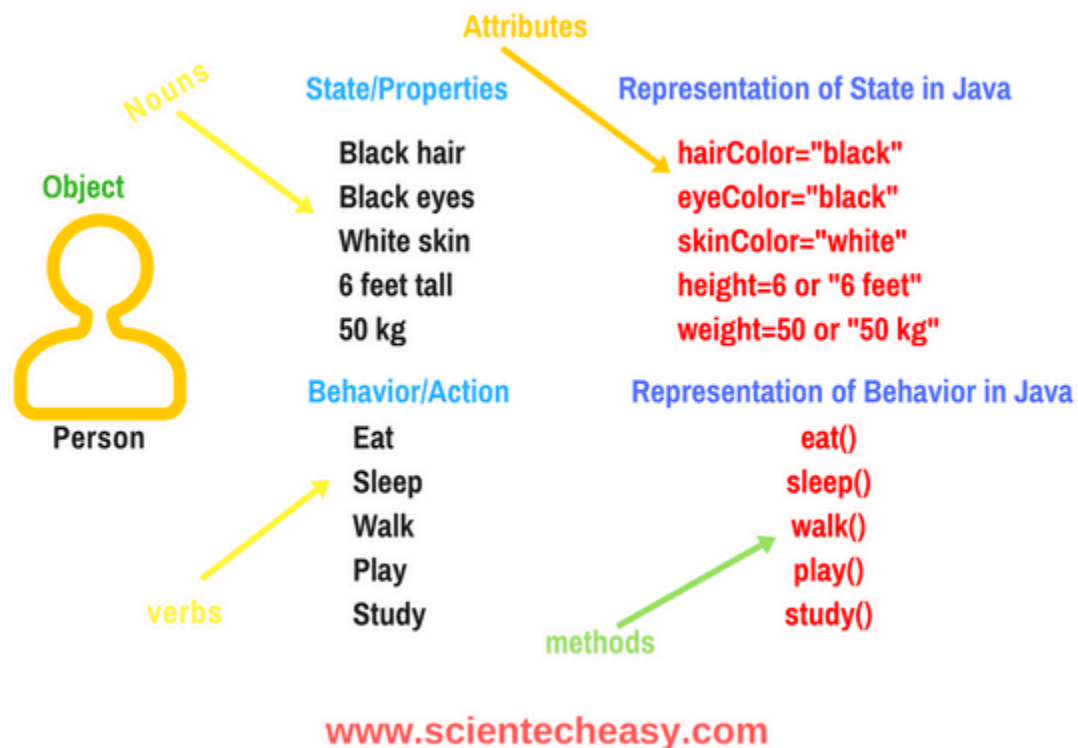 Attributes
Nouns
State/Properties
Representation of State in Java
Black hair
hairColor="black"
Black eyes
eyeColor="black"
Object
White skin
skinColor="white"
6 feet tall
height=6 or "6 feet"
50 kg
weight=50 or "50 kg"
Behavior/Action
Representation of Behavior in Java
Person
Eat
eat()
Sleep
sleep()
Walk
walk()
Play
play()
verbs
Study
study()
methods
www.scientecheasy.com